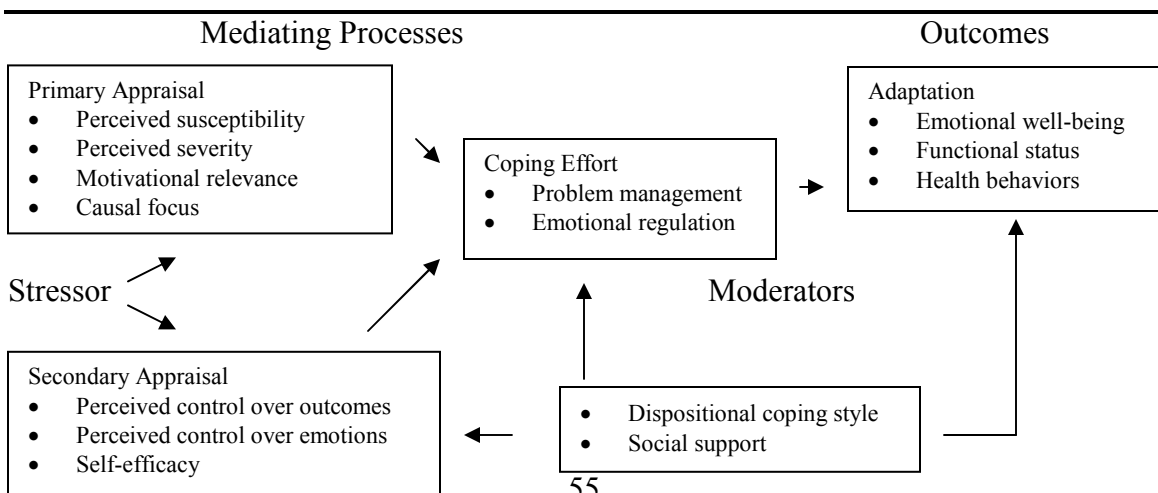 Mediating Processes
Outcomes
Primary Appraisal
• Perceived susceptibility
• Perceived severity
• Motivational relevance
• Causal focus
Coping Effort
• Problem management
• Emotional regulation
Adaptation
• Emotional well-being
• Functional status
• Health behaviors
Stressor
Moderators
Secondary Appraisal
• Perceived control over outcomes
• Perceived control over emotions
• Self-efficacy
• Dispositional coping style
• Social support
55